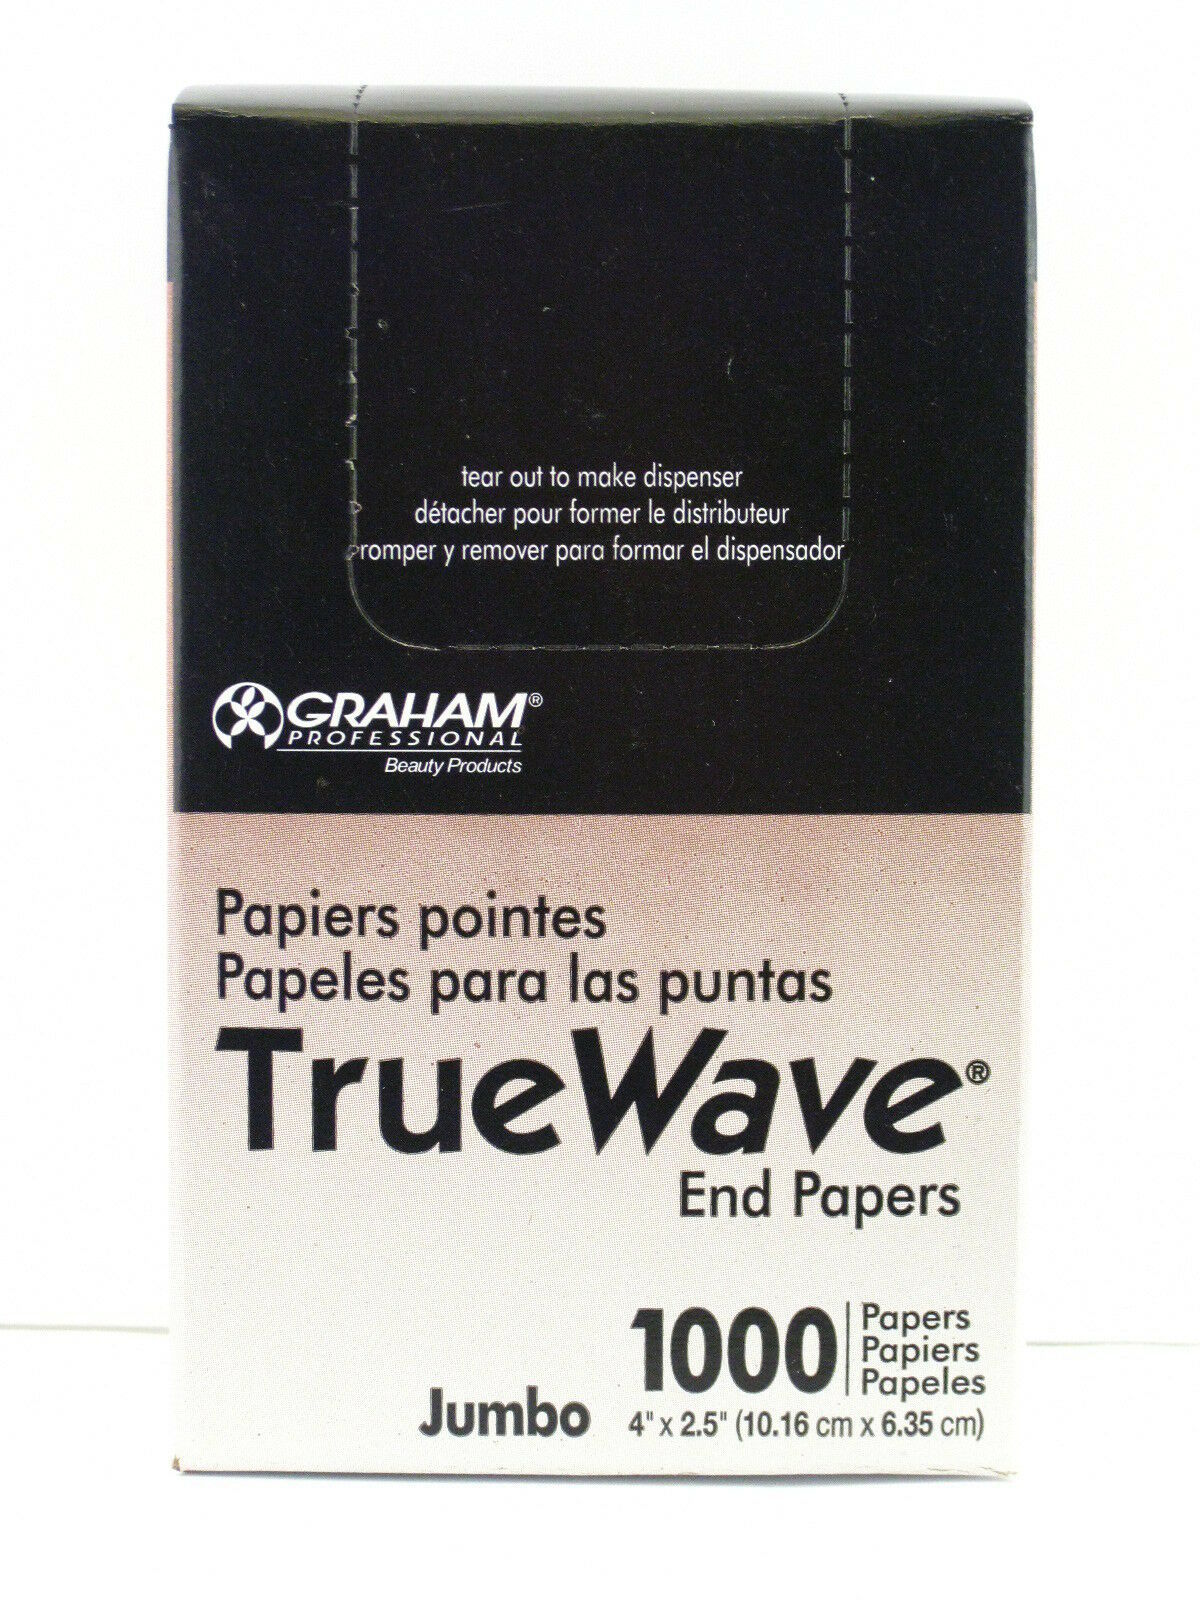 tear out to make dispenser
détacher pour former le distributeur
romper y remover para formar el dispensador
GRAHAM®
PROFESSIONAL
Beauty Products
Papiers pointes
Papeles para las puntas
TrueWave®
End Papers
1000
Papers
Papiers
Papeles
Jumbo
4" x 2.5" (10.16 cm x 6.35 cm)